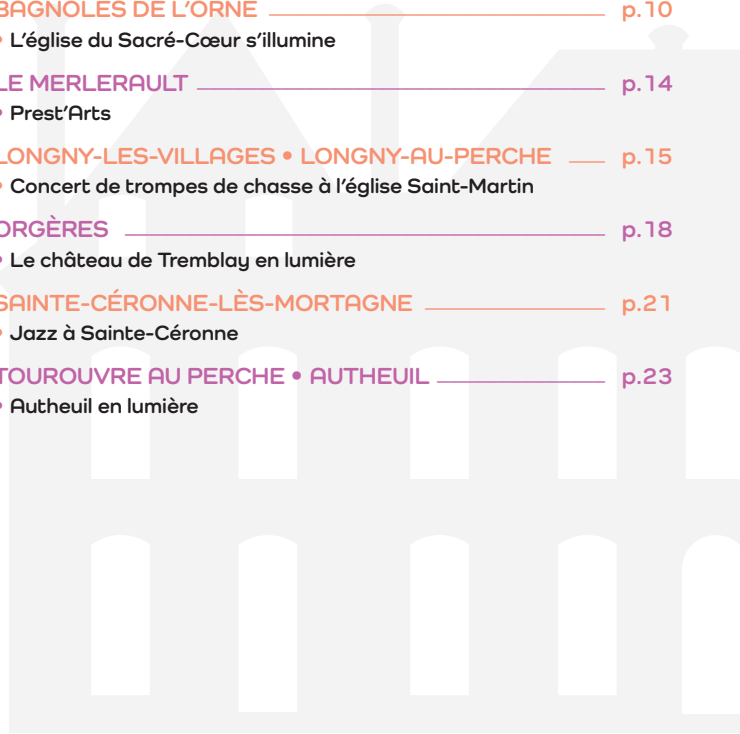 BAGNOLES DE L'ORNE p.10
• L'église du Sacré-Cœur s'illumine
LE MERLERAULT p.14
• Prest'Arts
LONGNY-LES-VILLAGES • LONGNY-AU-PERCHE p.15
• Concert de trompes de chasse à l'église Saint-Martin
ORGÈRES p.18
• Le château de Tremblay en lumière
SAINTE-CÉRONNE-LÈS-MORTAGNE p.21
• Jazz à Sainte-Céronne
TOUROUVRE AU PERCHE • AUTHEUIL p.23
• Autheuil en lumière